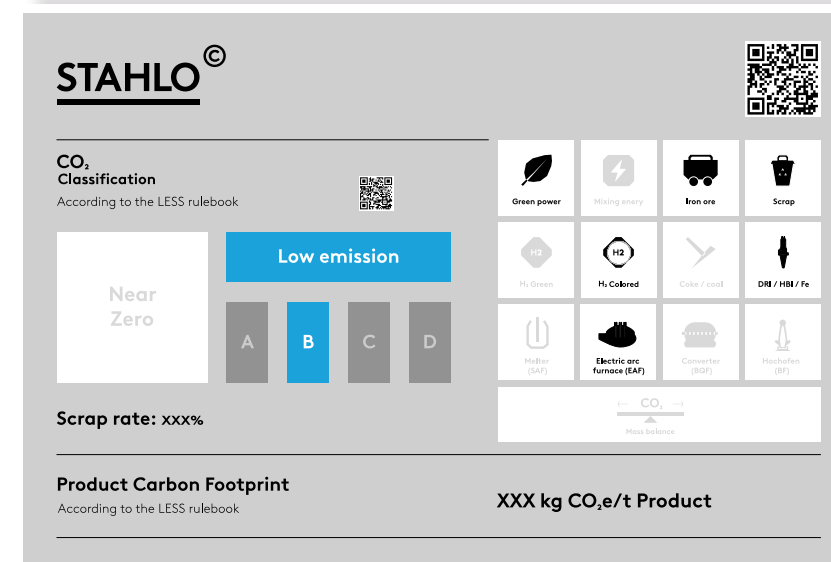 STAHLO©
CO₂
Classification
According to the LESS rulebook
Near
Zero
Low emission
A
B
C
D
Scrap rate: xxx%
Green power
Mixing enery
Iron ore
Scrap
H2
H₂ Green
H2
H₂ Colored
Coke / coal
DRI / HBI / Fe
Melter
(SAF)
Electric arc
furnace (EAF)
Converter
(BOF)
Hochofen
(BF)
← CO₂ →
Mass balance
Product Carbon Footprint
According to the LESS rulebook
XXX kg CO₂e/t Product